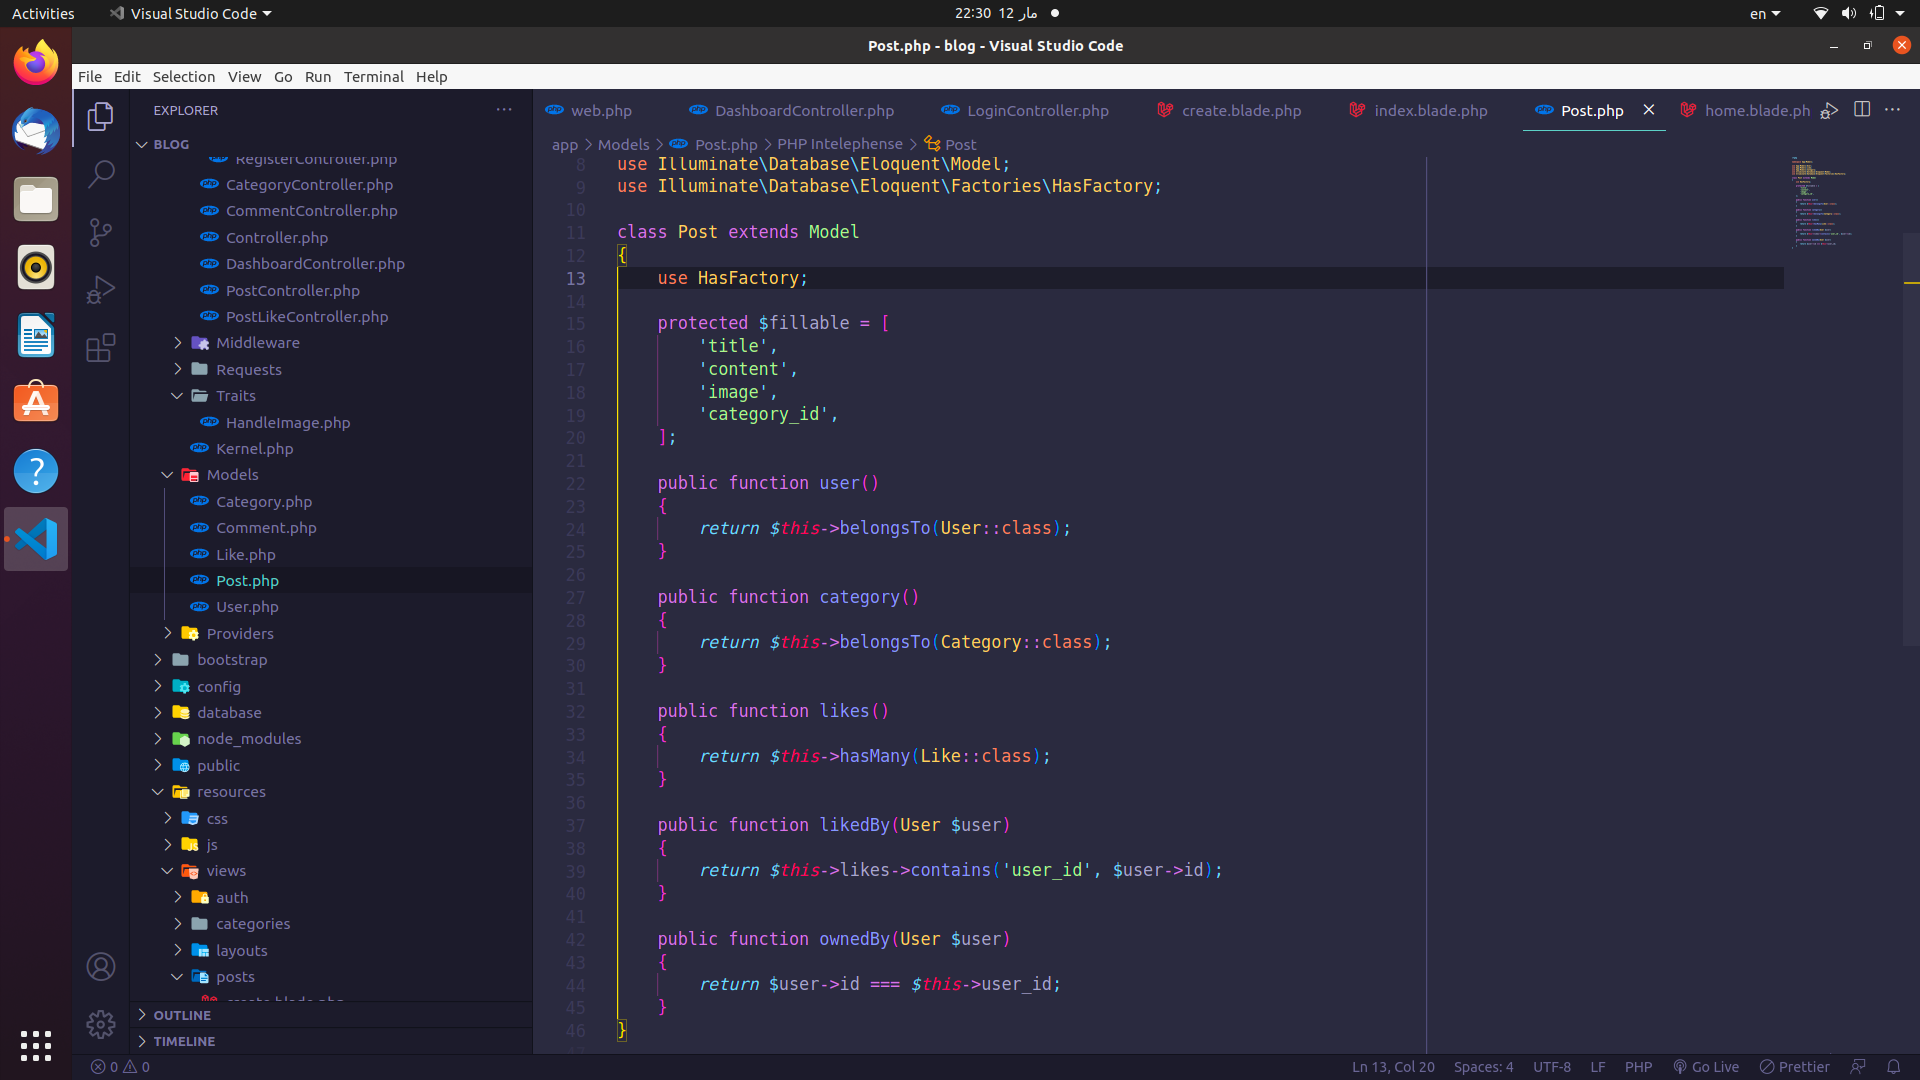 Activities
Visual Studio Code
22:30 12 مار
en
Post.php - blog - Visual Studio Code
File Edit Selection View Go Run Terminal Help
EXPLORER
BLOG
RegisterController.php
CategoryController.php
CommentController.php
Controller.php
DashboardController.php
PostController.php
PostLikeController.php
Middleware
Requests
Traits
HandleImage.php
Kernel.php
Models
Category.php
Comment.php
Like.php
Post.php
User.php
Providers
bootstrap
config
database
node_modules
public
resources
css
js
views
auth
categories
layouts
posts
create.blade.php
OUTLINE
TIMELINE
web.php DashboardController.php LoginController.php create.blade.php index.blade.php Post.php home.blade.ph
app > Models > Post.php > PHP Intelephense > Post
8 use Illuminate\Database\Eloquent\Model;
9 use Illuminate\Database\Eloquent\Factories\HasFactory;
10
11 class Post extends Model
12 {
13 use HasFactory;
14
15 protected $fillable = [
16 'title',
17 'content',
18 'image',
19 'category_id',
20 ];
21
22 public function user()
23 {
24 return $this->belongsTo(User::class);
25 }
26
27 public function category()
28 {
29 return $this->belongsTo(Category::class);
30 }
31
32 public function likes()
33 {
34 return $this->hasMany(Like::class);
35 }
36
37 public function likedBy(User $user)
38 {
39 return $this->likes->contains('user_id', $user->id);
40 }
41
42 public function ownedBy(User $user)
43 {
44 return $user->id === $this->user_id;
45 }
46 }
0 0
Ln 13, Col 20 Spaces: 4 UTF-8 LF PHP Go Live Prettier